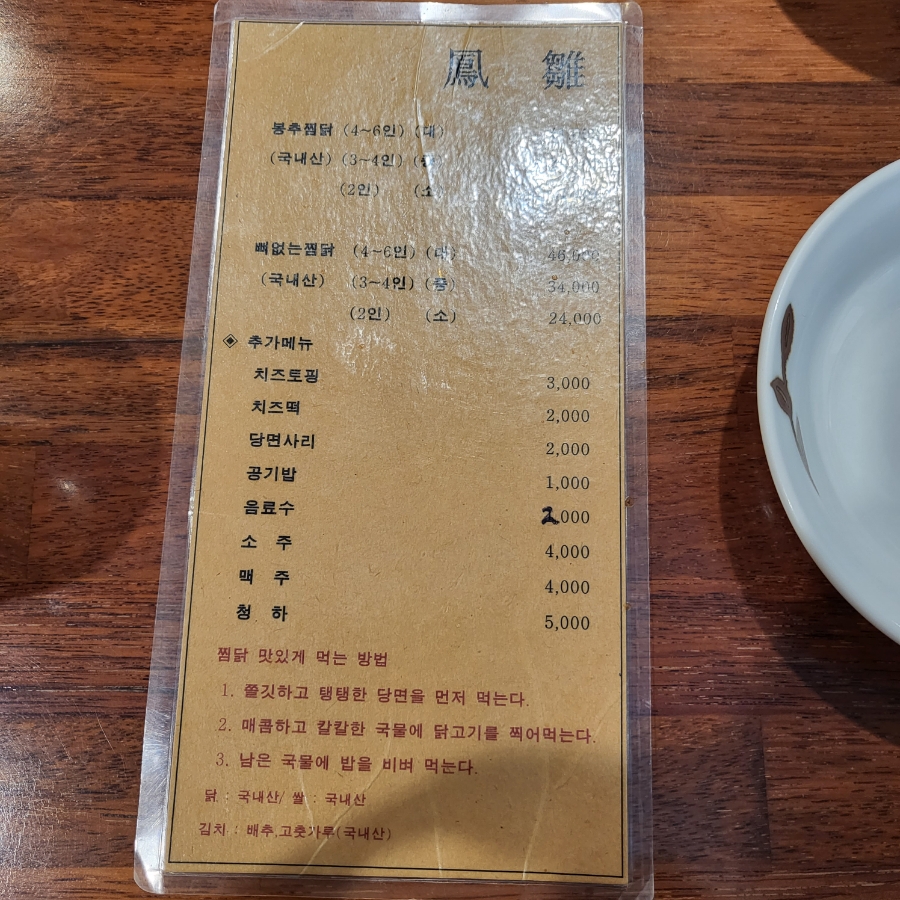 鳳 雛
봉추찜닭 (4~6인) (대)
(국내산) (3~4인) (중)
(2인) (소)
뼈없는찜닭 (4~6인) (대) 46,000
(국내산) (3~4인) (중) 34,000
(2인) (소) 24,000
◈ 추가메뉴
치즈토핑 3,000
치즈떡 2,000
당면사리 2,000
공기밥 1,000
음료수 2,000
소 주 4,000
맥 주 4,000
청 하 5,000
찜닭 맛있게 먹는 방법
1. 쫄깃하고 탱탱한 당면을 먼저 먹는다.
2. 매콤하고 칼칼한 국물에 닭고기를 찍어먹는다.
3. 남은 국물에 밥을 비벼 먹는다.
닭 : 국내산/ 쌀 : 국내산
김치 : 배추,고춧가루(국내산)